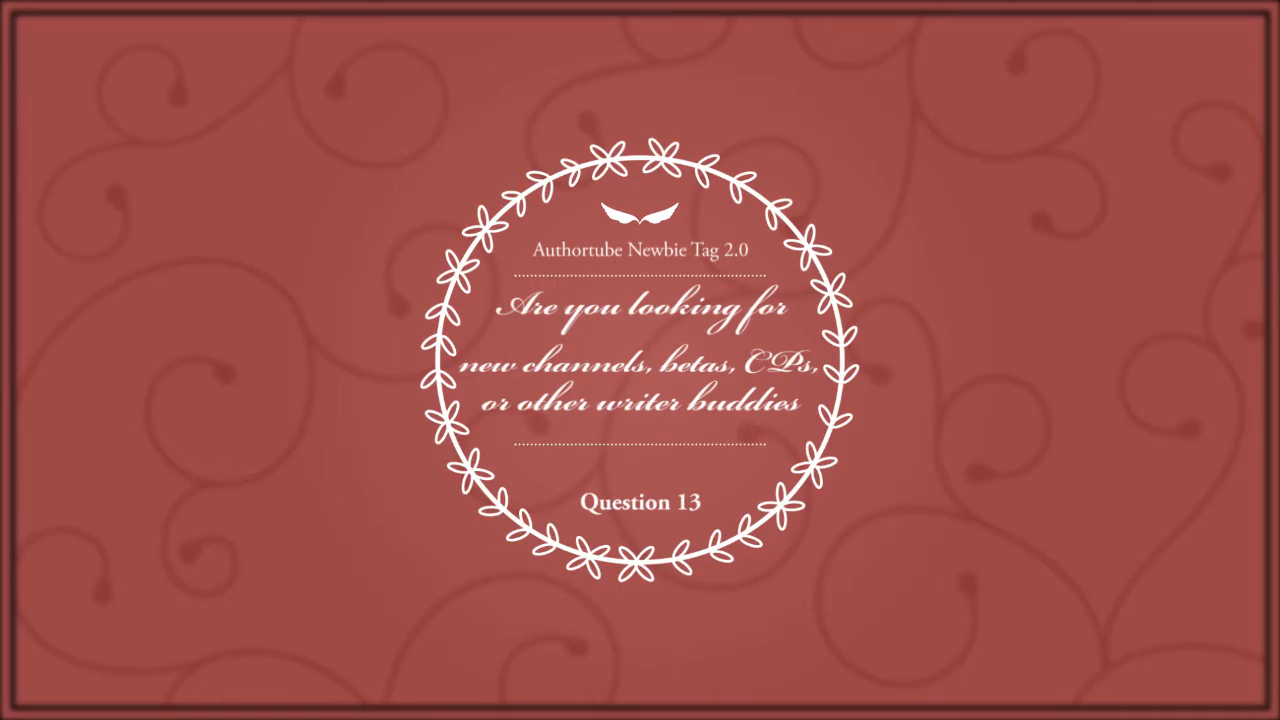 Authortube Newbie Tag 2.0
Are you looking for
new channels, betas, CPs,
or other writer buddies
Question 13